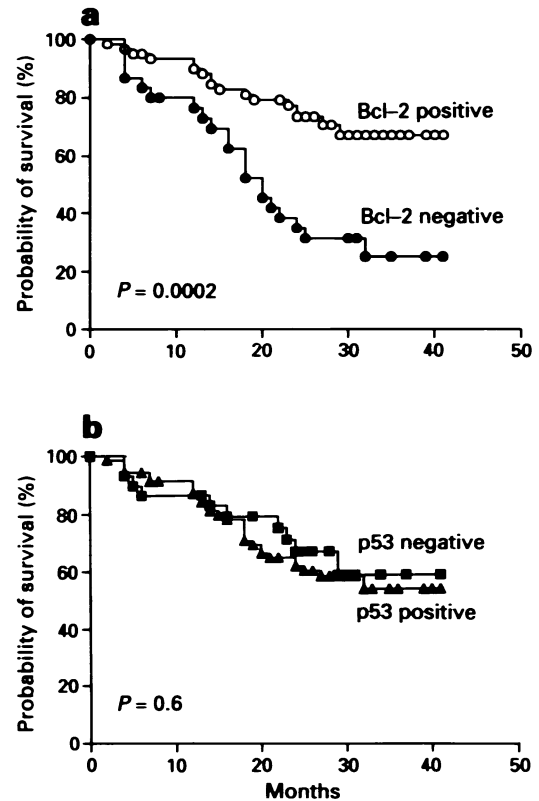 a
Probability of survival (%)
100
80
60
40
20
0
Bcl–2 positive
Bcl–2 negative
P = 0.0002
0 10 20 30 40 50
b
Probability of survival (%)
100
80
60
40
20
0
p53 negative
p53 positive
P = 0.6
0 10 20 30 40 50
Months